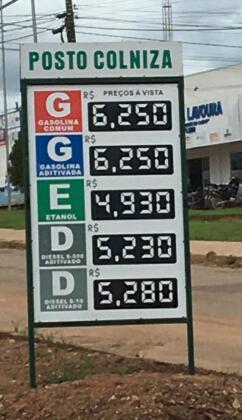 POSTO COLNIZA
PREÇOS À VISTA
G GASOLINA COMUM R$ 6,250
G GASOLINA ADITIVADA R$ 6,250
E ETANOL R$ 4,930
D DIESEL S-500 ADITIVADO R$ 5,230
D DIESEL S-10 ADITIVADO R$ 5,280
LAVOURA